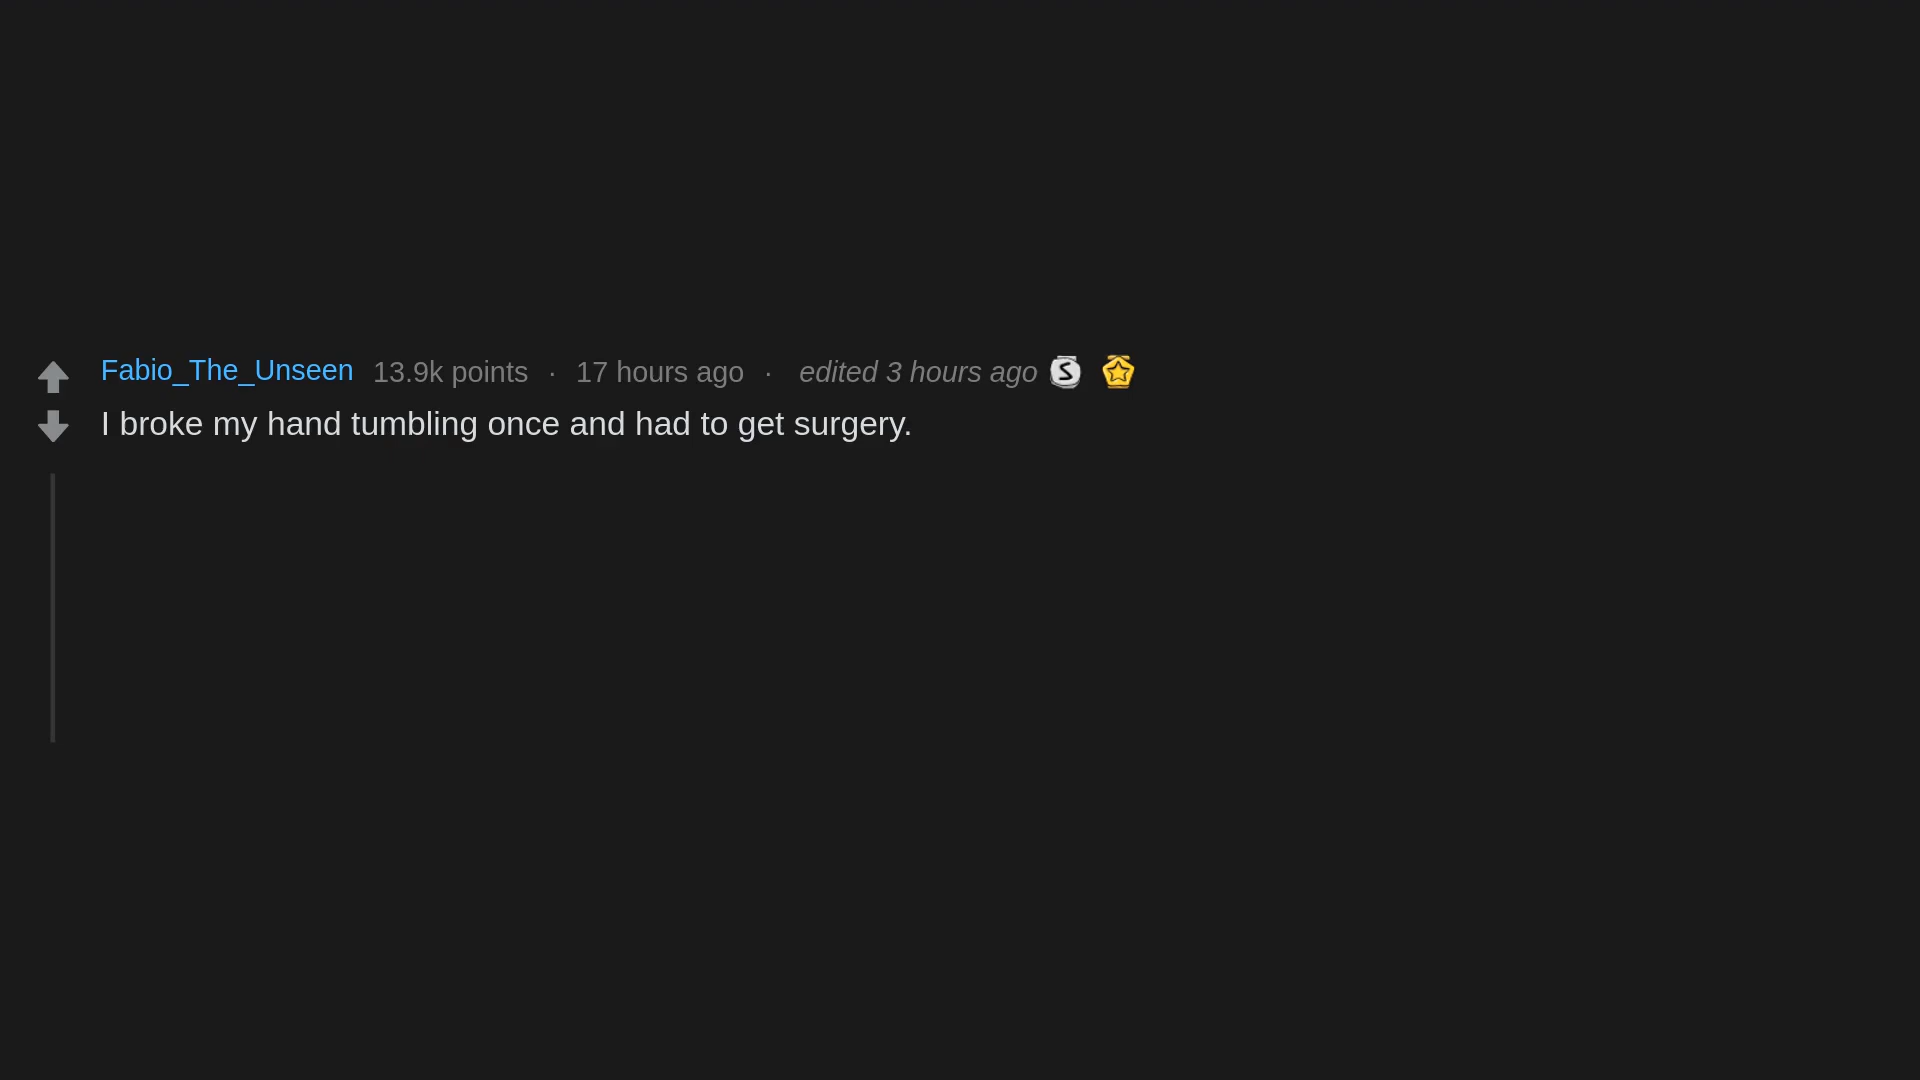 Fabio_The_Unseen 13.9k points · 17 hours ago · edited 3 hours ago S
I broke my hand tumbling once and had to get surgery.